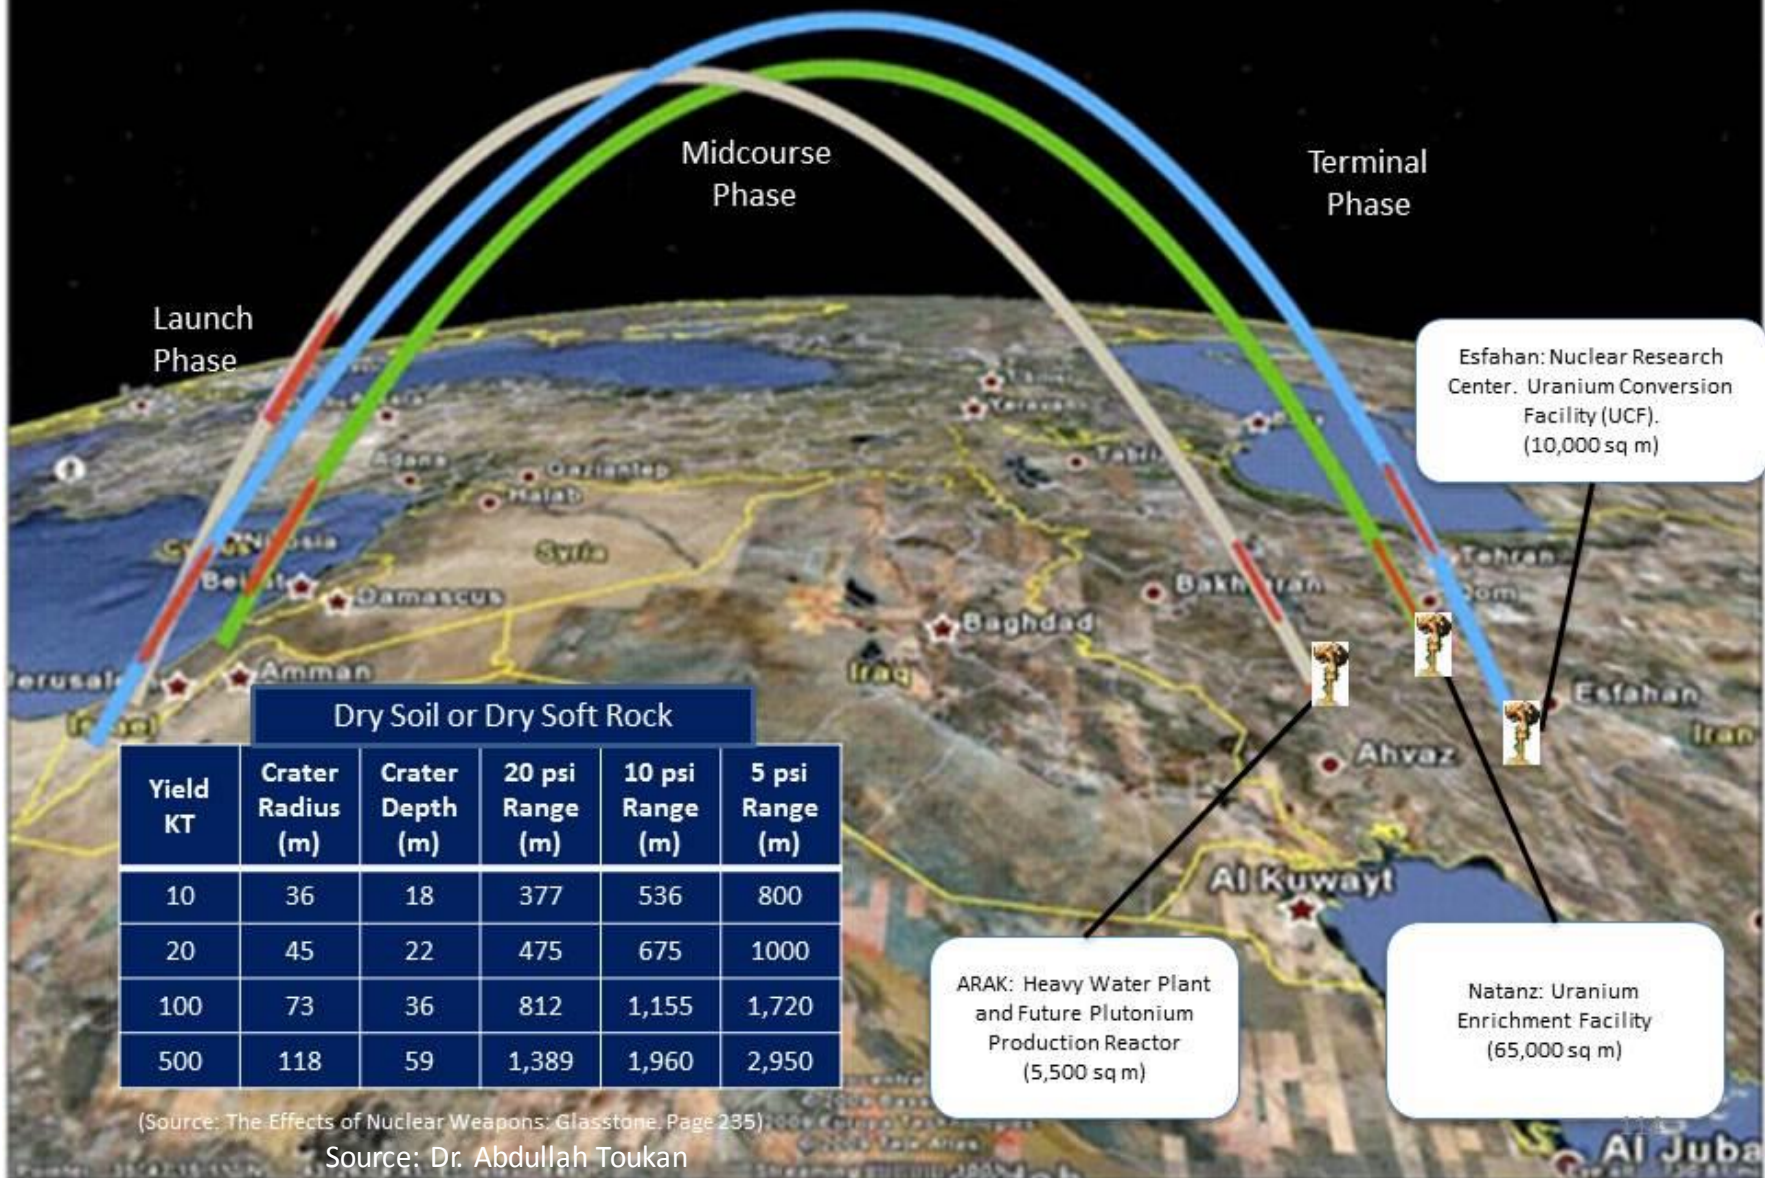 Midcourse
Phase
Terminal
Phase
Launch
Phase
Esfahan: Nuclear Research
Center. Uranium Conversion
Facility (UCF).
(10,000 sq m)
Adana
Gaziantep
Halab
Syria
Damascus
Baghdad
Iraq
Tehran
Esfahan
Iran
Ahvaz
Amman
Israel
Al Kuwayt
Dry Soil or Dry Soft Rock
Yield KT Crater Radius (m) Crater Depth (m) 20 psi Range (m) 10 psi Range (m) 5 psi Range (m)
10 36 18 377 536 800
20 45 22 475 675 1000
100 73 36 812 1,155 1,720
500 118 59 1,389 1,960 2,950
ARAK: Heavy Water Plant
and Future Plutonium
Production Reactor
(5,500 sq m)
Natanz: Uranium
Enrichment Facility
(65,000 sq m)
(Source: The Effects of Nuclear Weapons: Glasstone. Page 235)
Source: Dr. Abdullah Toukan
111
Al Juba